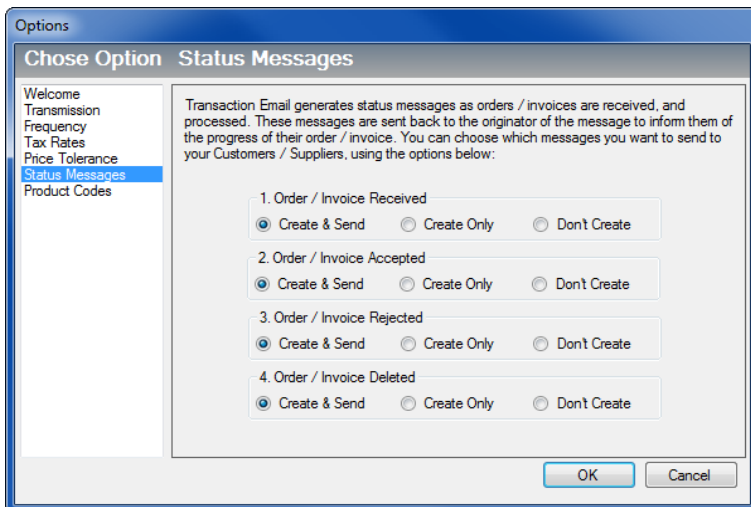 Options
Chose Option Status Messages
Welcome
Transmission
Frequency
Tax Rates
Price Tolerance
Status Messages
Product Codes
Transaction Email generates status messages as orders / invoices are received, and
processed. These messages are sent back to the originator of the message to inform them of
the progress of their order / invoice. You can choose which messages you want to send to
your Customers / Suppliers, using the options below:
1. Order / Invoice Received
Create & Send Create Only Don't Create
2. Order / Invoice Accepted
Create & Send Create Only Don't Create
3. Order / Invoice Rejected
Create & Send Create Only Don't Create
4. Order / Invoice Deleted
Create & Send Create Only Don't Create
OK Cancel